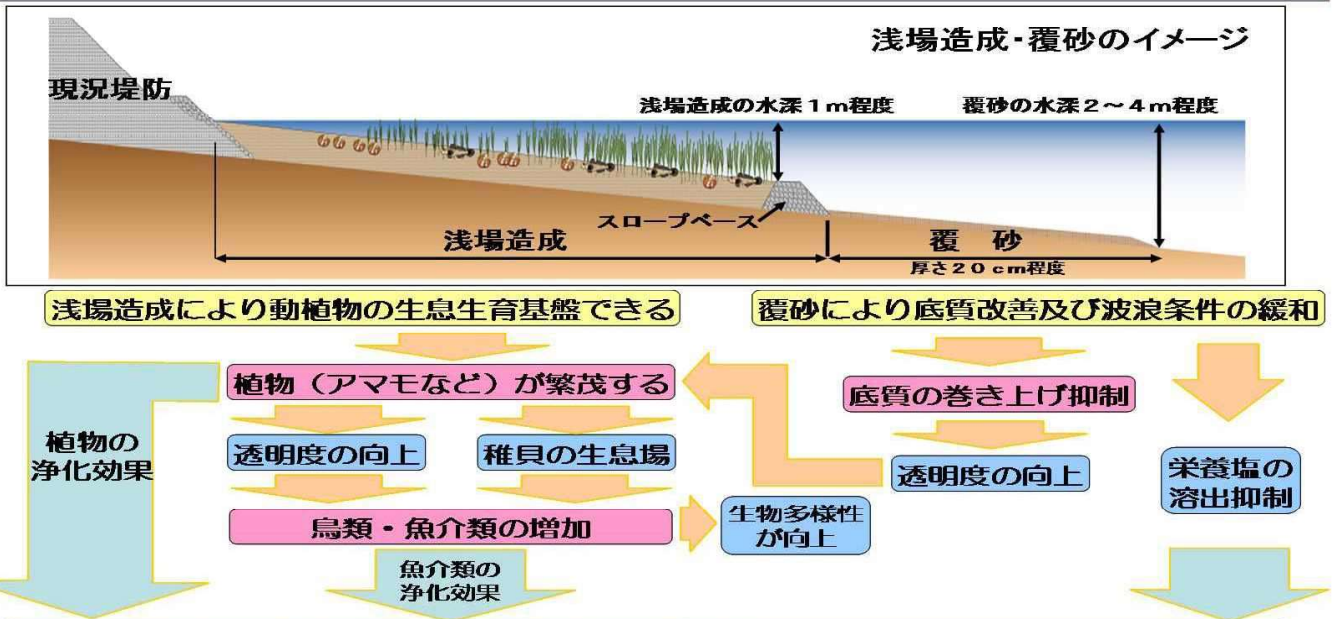 浅場造成・覆砂のイメージ
現況堤防
浅場造成の水深1m程度
覆砂の水深2~4m程度
スロープベース
浅場造成
覆 砂
厚さ20cm程度
浅場造成により動植物の生息生育基盤できる
覆砂により底質改善及び波浪条件の緩和
植物(アマモなど)が繁茂する
底質の巻き上げ抑制
植物の
浄化効果
透明度の向上
稚貝の生息場
透明度の向上
栄養塩の
溶出抑制
鳥類・魚介類の増加
生物多様性
が向上
魚介類の
浄化効果